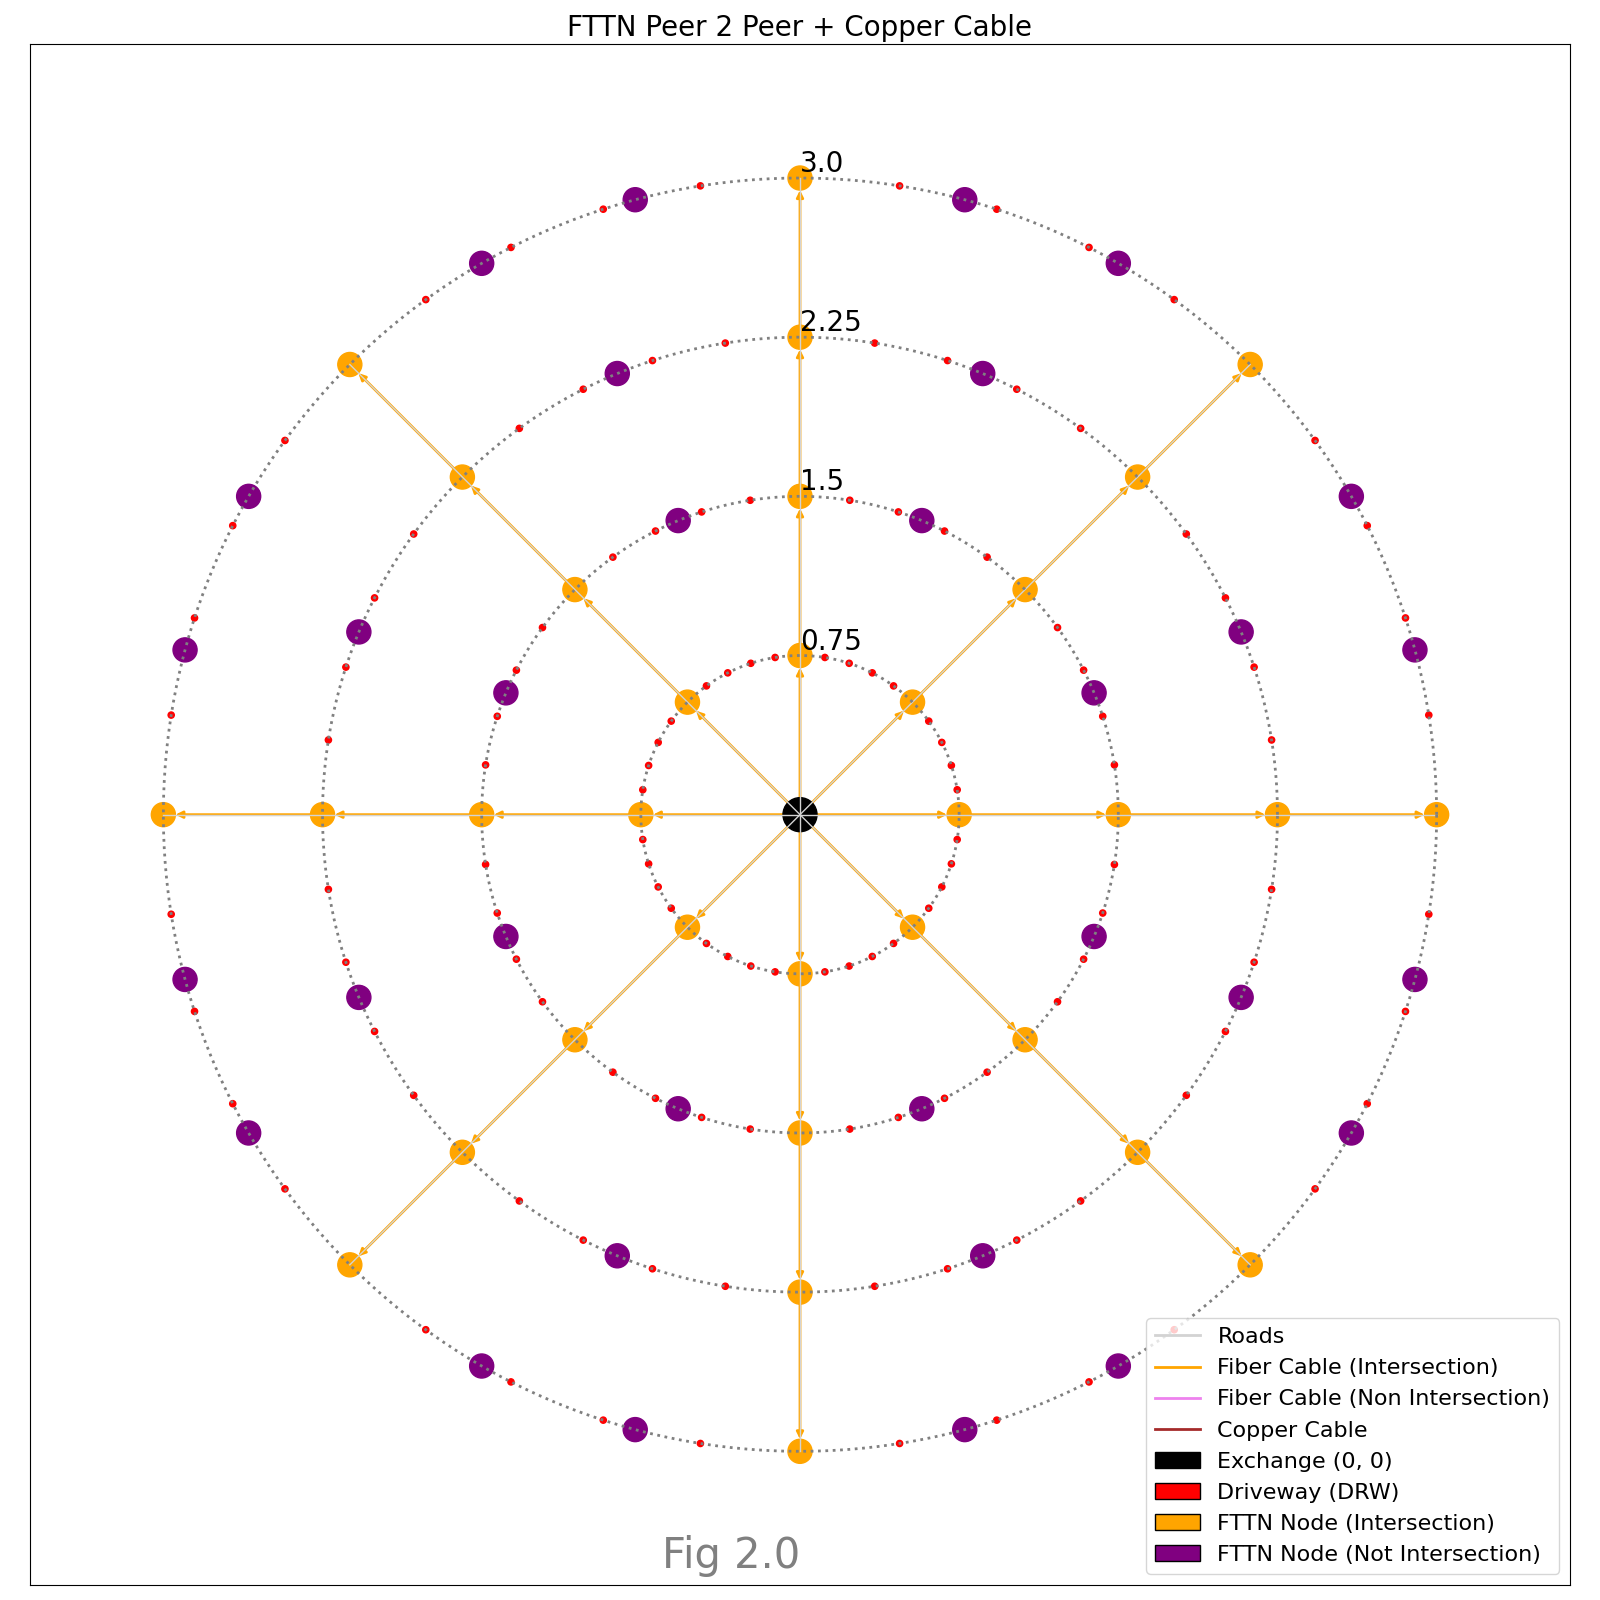 FTTN Peer 2 Peer + Copper Cable
3.0
2.25
1.5
0.75
Roads
Fiber Cable (Intersection)
Fiber Cable (Non Intersection)
Copper Cable
Exchange (0, 0)
Driveway (DRW)
FTTN Node (Intersection)
FTTN Node (Not Intersection)
Fig 2.0